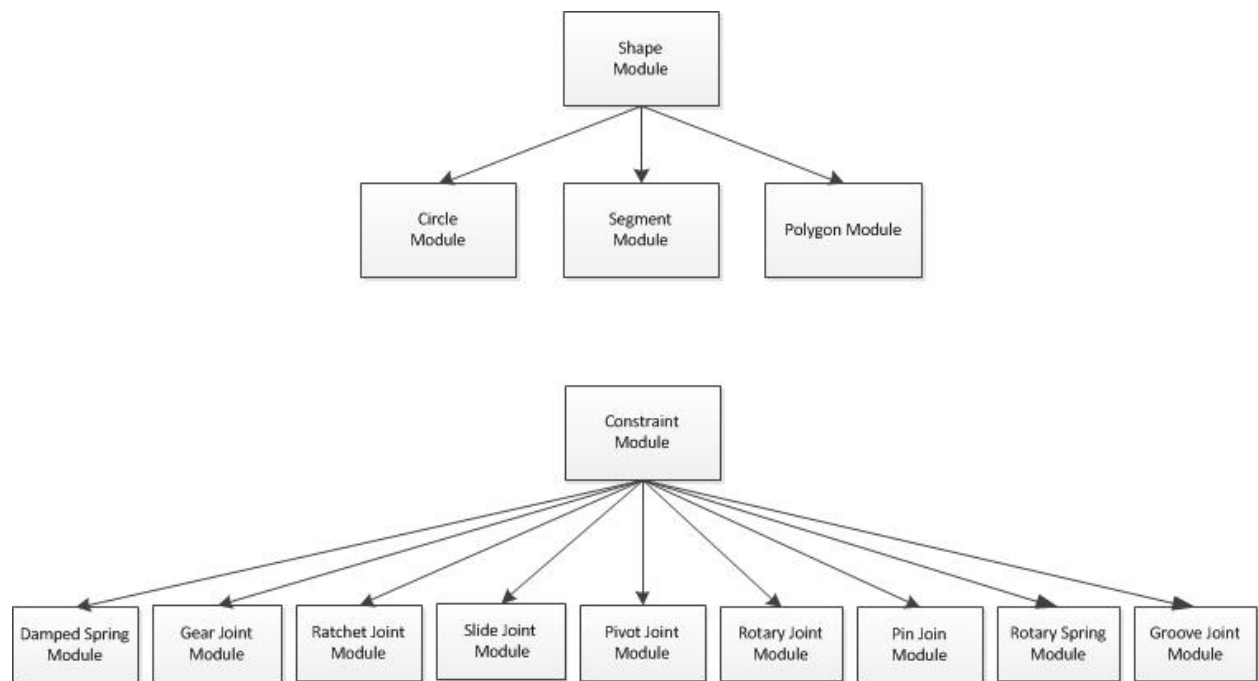 Shape
Module
Circle
Module
Segment
Module
Polygon Module
Constraint
Module
Damped Spring
Module
Gear Joint
Module
Ratchet Joint
Module
Slide Joint
Module
Pivot Joint
Module
Rotary Joint
Module
Pin Join
Module
Rotary Spring
Module
Groove Joint
Module